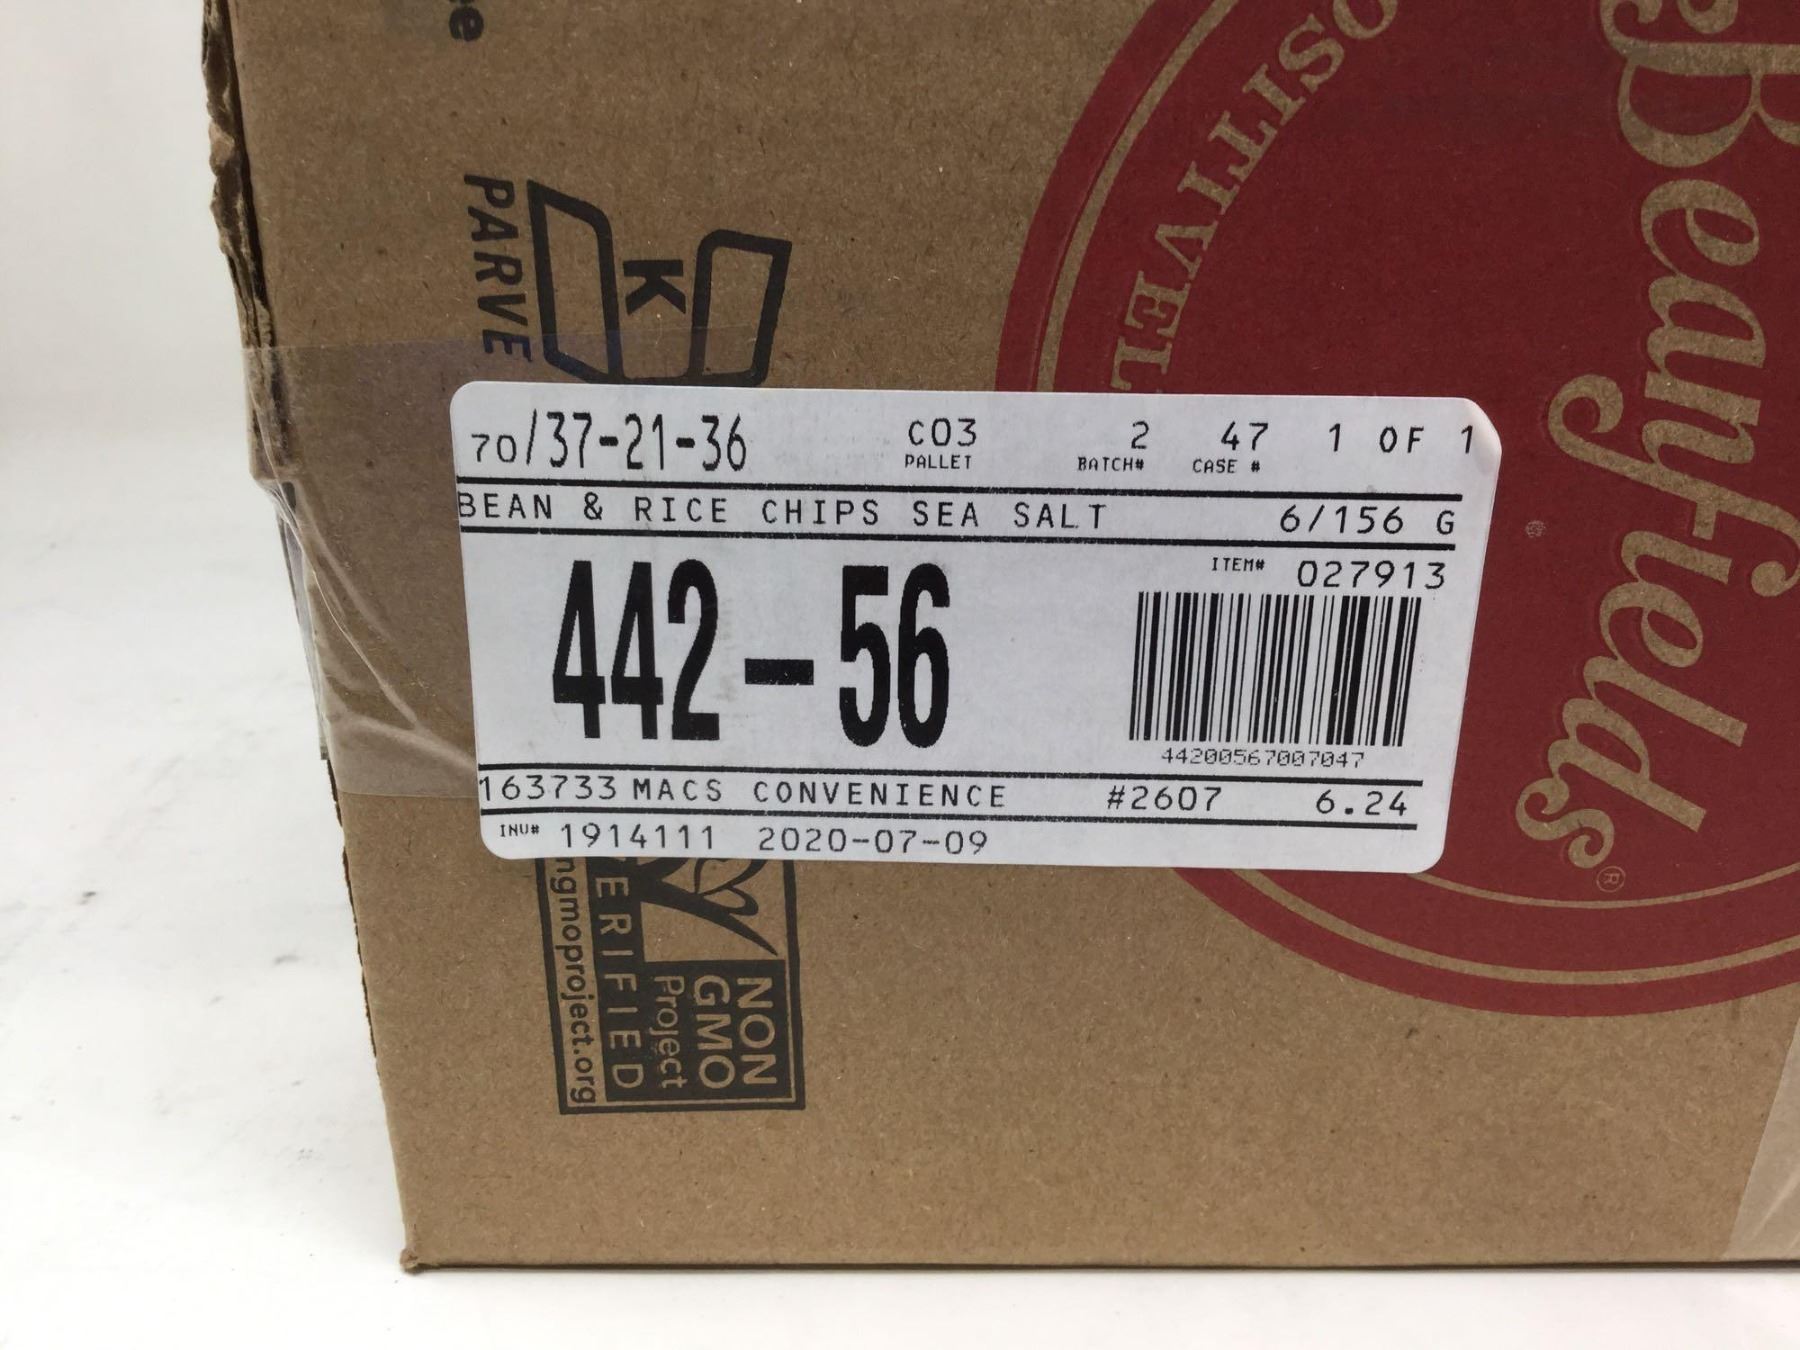 70/37-21-36 C03 2 47 1 OF 1
PALLET BATCH# CASE #
BEAN & RICE CHIPS SEA SALT 6/156 G
ITEM# 027913
442-56
44200567007047
163733 MACS CONVENIENCE #2607 6.24
INV# 1914111 2020-07-09
K
PARVE
Beanfields®
NON
GMO
Project
VERIFIED
ngmoproject.org